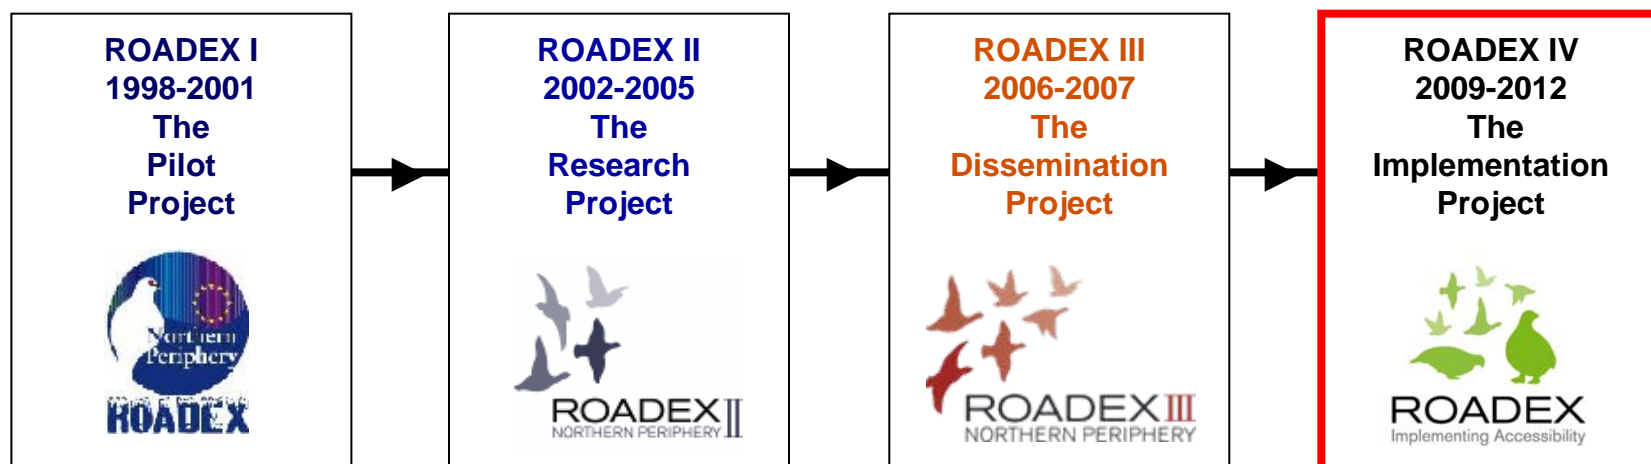 ROADEX I
1998-2001
The
Pilot
Project
Northern
Periphery
ROADEX
ROADEX II
2002-2005
The
Research
Project
ROADEX II
NORTHERN PERIPHERY
ROADEX III
2006-2007
The
Dissemination
Project
ROADEX III
NORTHERN PERIPHERY
ROADEX IV
2009-2012
The
Implementation
Project
ROADEX
Implementing Accessibility